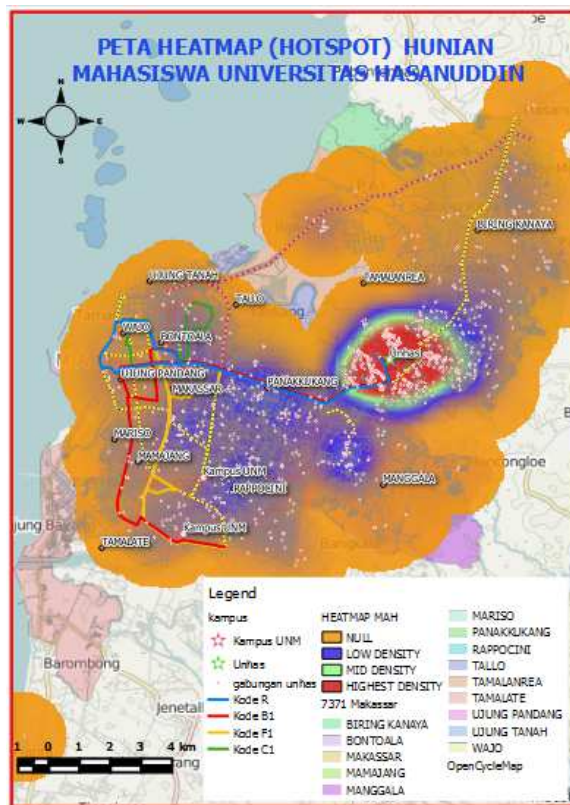 PETA HEATMAP (HOTSPOT) HUNIAN
MAHASISWA UNIVERSITAS HASANUDDIN
N
W
E
S
BIRING KANAYA
UJUNG TANAH
AMALANREA
TALLO
WAJO
BONTOALA
Unhas
UJUNG PANDANG
MAKASSAR
PANAKKUKANG
MARISO
MAMAJANG
Kampus UNM
RAPPOCINI
MANGGALA
Kampus UNM
TAMALATE
Barombong
Legend
kampus
Kampus UNM
Unhas
gabungan unhas
Kode R
Kode B1
Kode F1
Kode C1
HEATMAP MAH
NULL
LOW DENSITY
MID DENSITY
HIGHEST DENSITY
7371 Makassar
BIRING KANAYA
BONTOALA
MAKASSAR
MAMAJANG
MANGGALA
MARISO
PANAKKUKANG
RAPPOCINI
TALLO
TAMALANREA
TAMALATE
UJUNG PANDANG
UJUNG TANAH
WAJO
OpenCycleMap
1 0 1 2 3 4 km